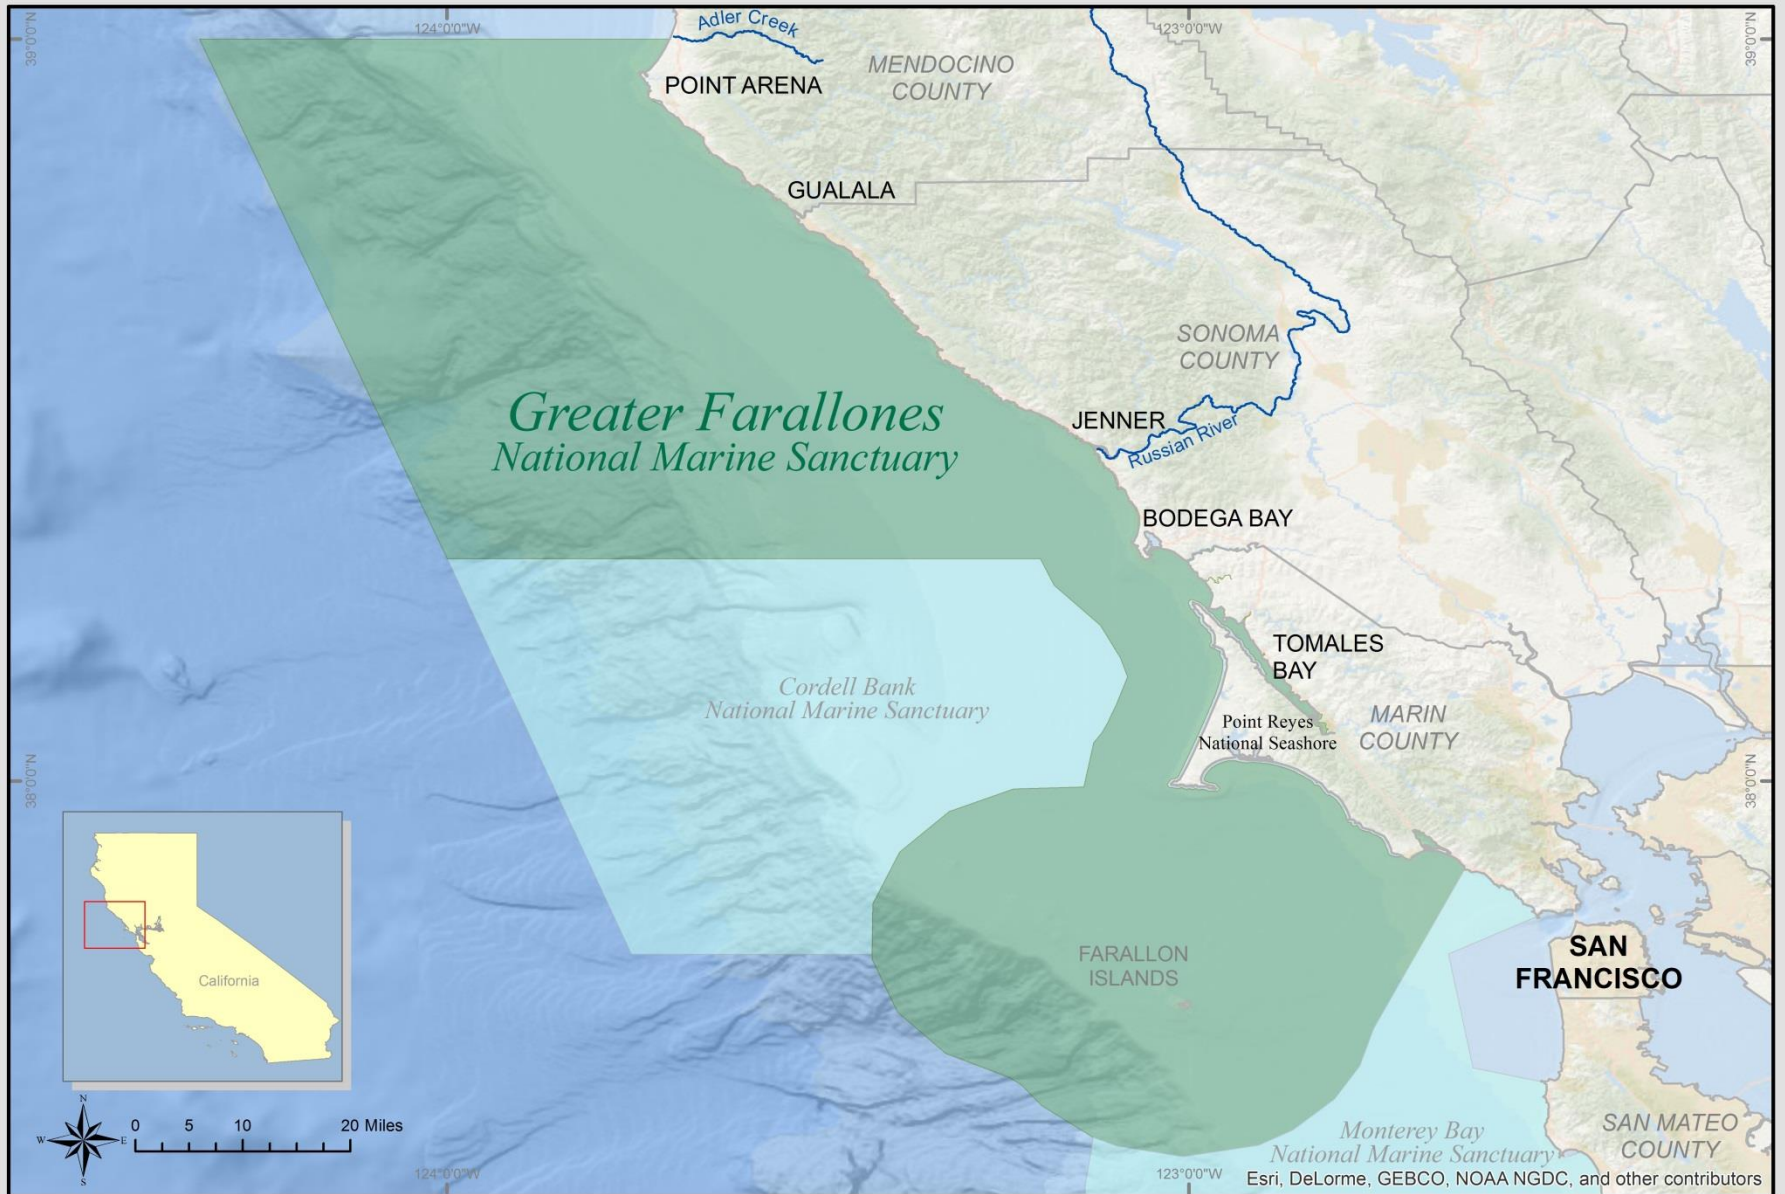 124°0'0"W
123°0'0"W
39°0'0"N
39°0'0"N
Adler Creek
POINT ARENA
MENDOCINO
COUNTY
GUALALA
SONOMA
COUNTY
Greater Farallones
National Marine Sanctuary
JENNER
Russian River
BODEGA BAY
TOMALES
BAY
Cordell Bank
National Marine Sanctuary
Point Reyes
National Seashore
MARIN
COUNTY
38°0'0"N
38°0'0"N
California
FARALLON
ISLANDS
SAN
FRANCISCO
N
W
E
S
0 5 10 20 Miles
SAN MATEO
COUNTY
Monterey Bay
National Marine Sanctuary
124°0'0"W
123°0'0"W
Esri, DeLorme, GEBCO, NOAA NGDC, and other contributors